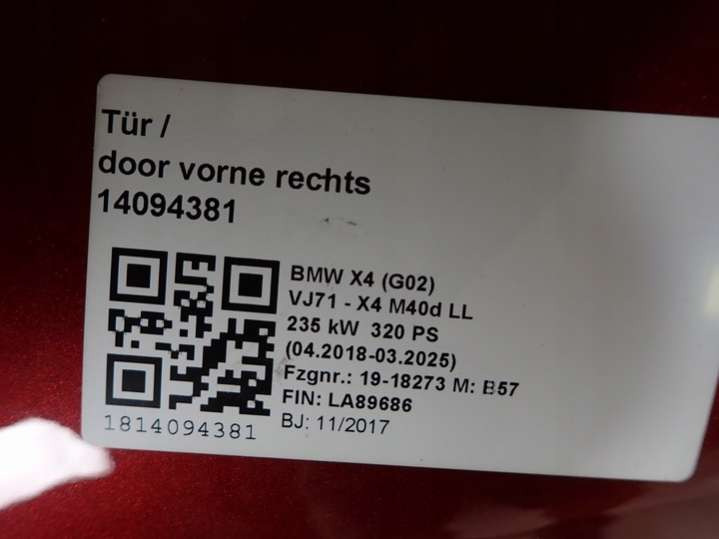 Tür /
door vorne rechts
14094381
BMW X4 (G02)
VJ71 - X4 M40d LL
235 kW 320 PS
(04.2018-03.2025)
Fzgnr.: 19-18273 M: B57
FIN: LA89686
BJ: 11/2017
1814094381